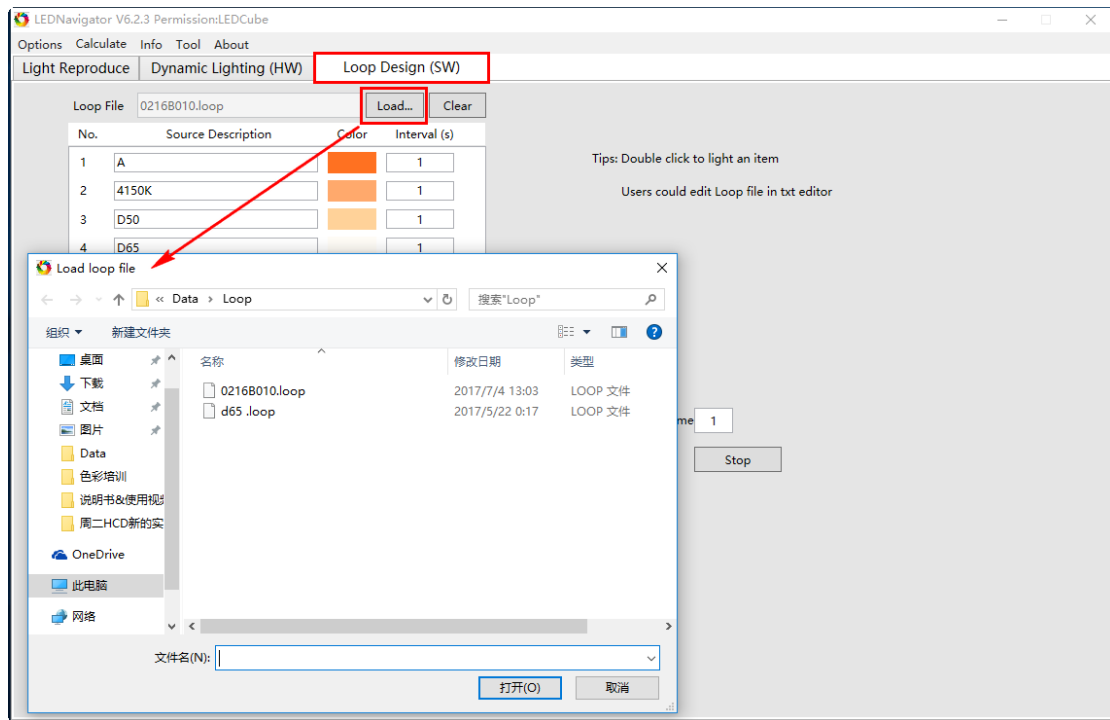 LEDNavigator V6.2.3 Permission:LEDCube
Options Calculate Info Tool About
Light Reproduce Dynamic Lighting (HW) Loop Design (SW)
Loop File 0216B010.loop Load... Clear
No. Source Description Color Interval (s)
1 A 1
2 4150K 1
3 D50 1
4 D65 1
Tips: Double click to light an item
Users could edit Loop file in txt editor
Load loop file
« Data › Loop 搜索"Loop"
组织 新建文件夹
桌面
下载
文档
图片
Data
色彩培训
说明书&使用视频
周二HCD新的实
OneDrive
此电脑
网络
名称 修改日期 类型
0216B010.loop 2017/7/4 13:03 LOOP 文件
d65 .loop 2017/5/22 0:17 LOOP 文件
文件名(N):
打开(O) 取消
me 1
Stop